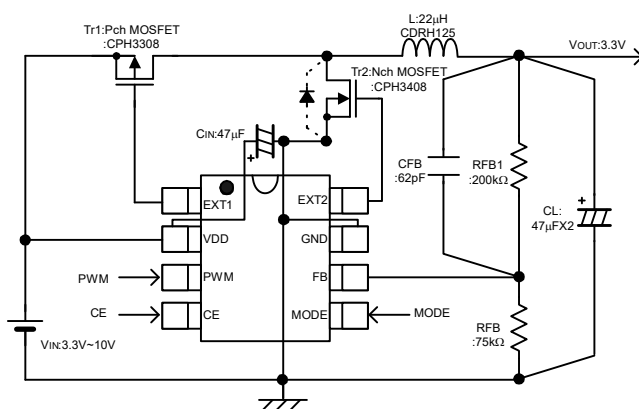 Tr1:Pch MOSFET
:CPH3308
L:22μH
CDRH125
VOUT:3.3V
Tr2:Nch MOSFET
:CPH3408
CIN:47μF
+
CFB
:62pF
RFB1
:200kΩ
+
CL:
47μFX2
EXT1
EXT2
VDD
GND
PWM
PWM
FB
CE
CE
MODE
MODE
VIN:3.3V~10V
RFB
:75kΩ